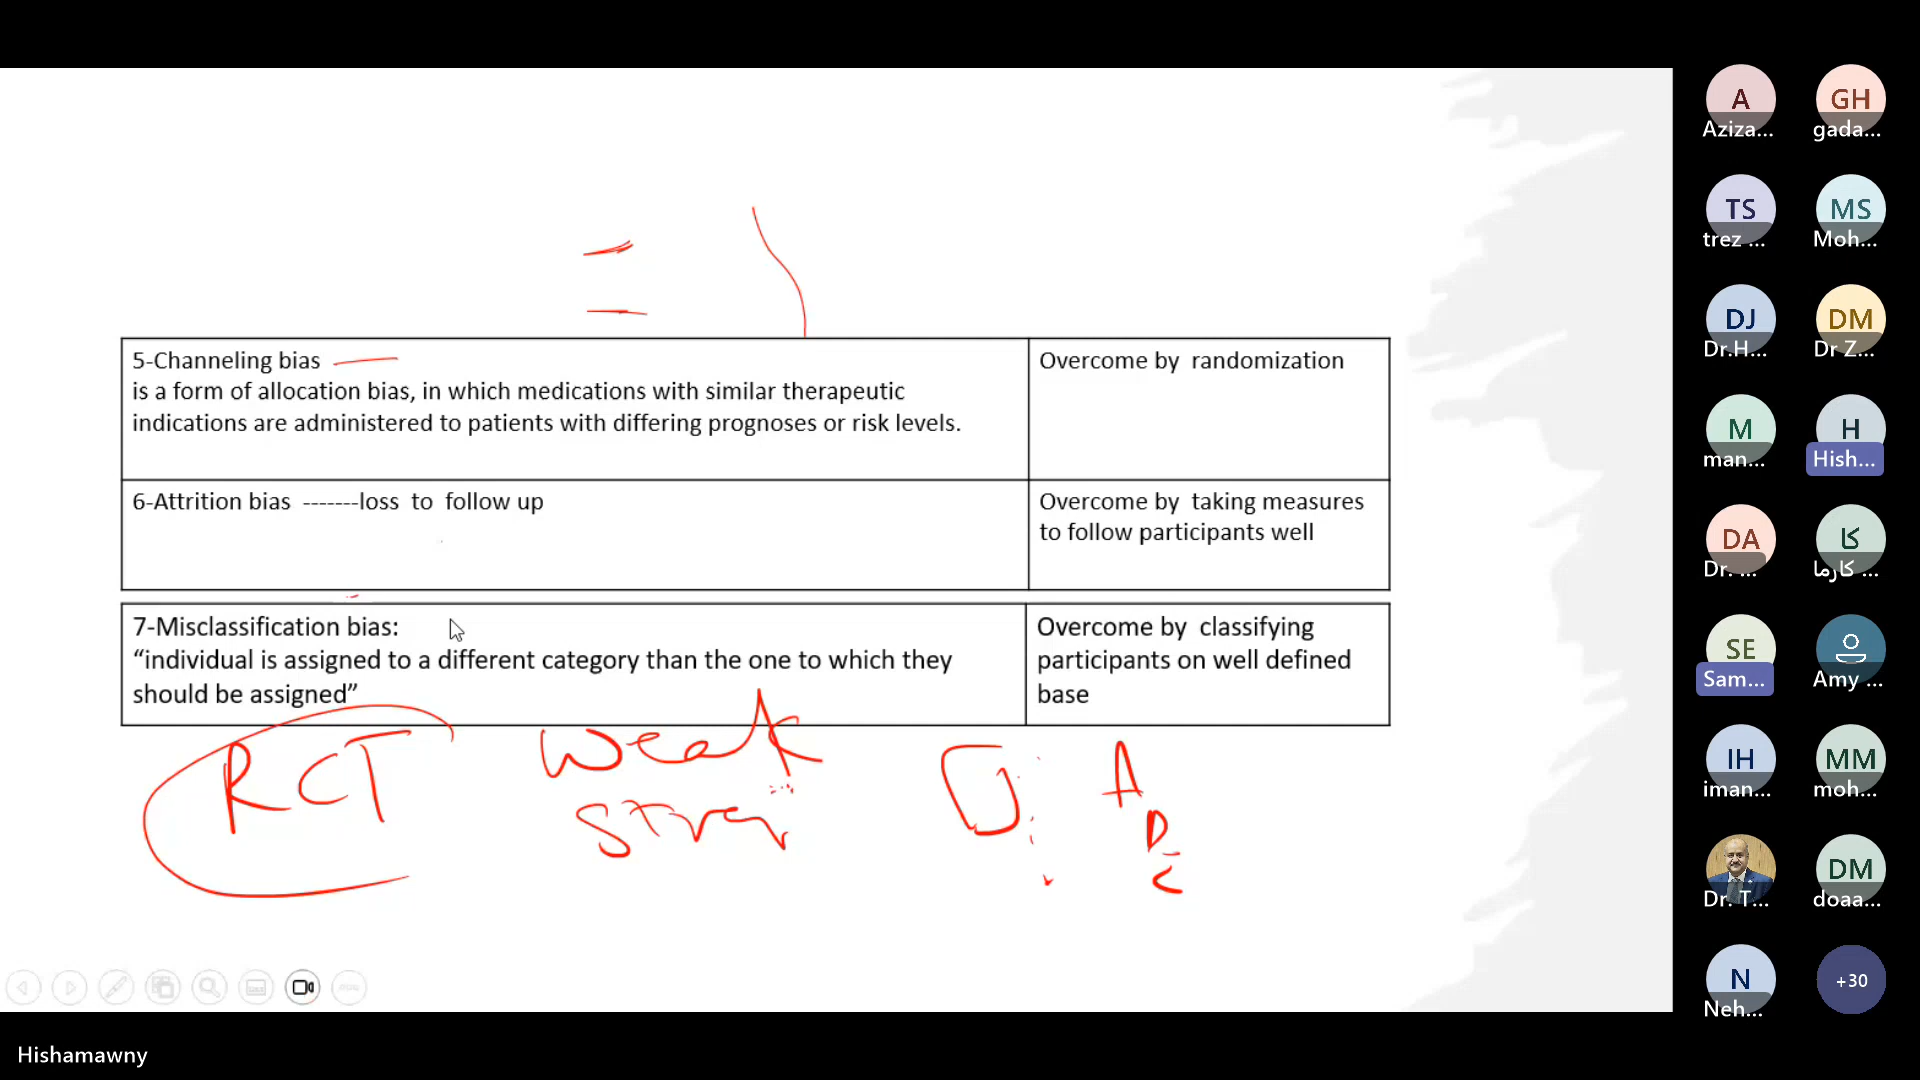 5-Channeling bias
is a form of allocation bias, in which medications with similar therapeutic
indications are administered to patients with differing prognoses or risk levels.
Overcome by randomization
6-Attrition bias -------loss to follow up
Overcome by taking measures
to follow participants well
7-Misclassification bias:
“individual is assigned to a different category than the one to which they
should be assigned”
Overcome by classifying
participants on well defined
base
RCT
weak
A
C
A
Aziza...
GH
gada...
TS
trez ...
MS
Moh...
DJ
Dr.H...
DM
Dr Z...
M
man...
H
Hish...
DA
Dr. ...
كا
كارما ...
SE
Sam...
Amy ...
IH
iman...
MM
moh...
Dr. T...
DM
doaa...
N
Neh...
+30
Hishamawny